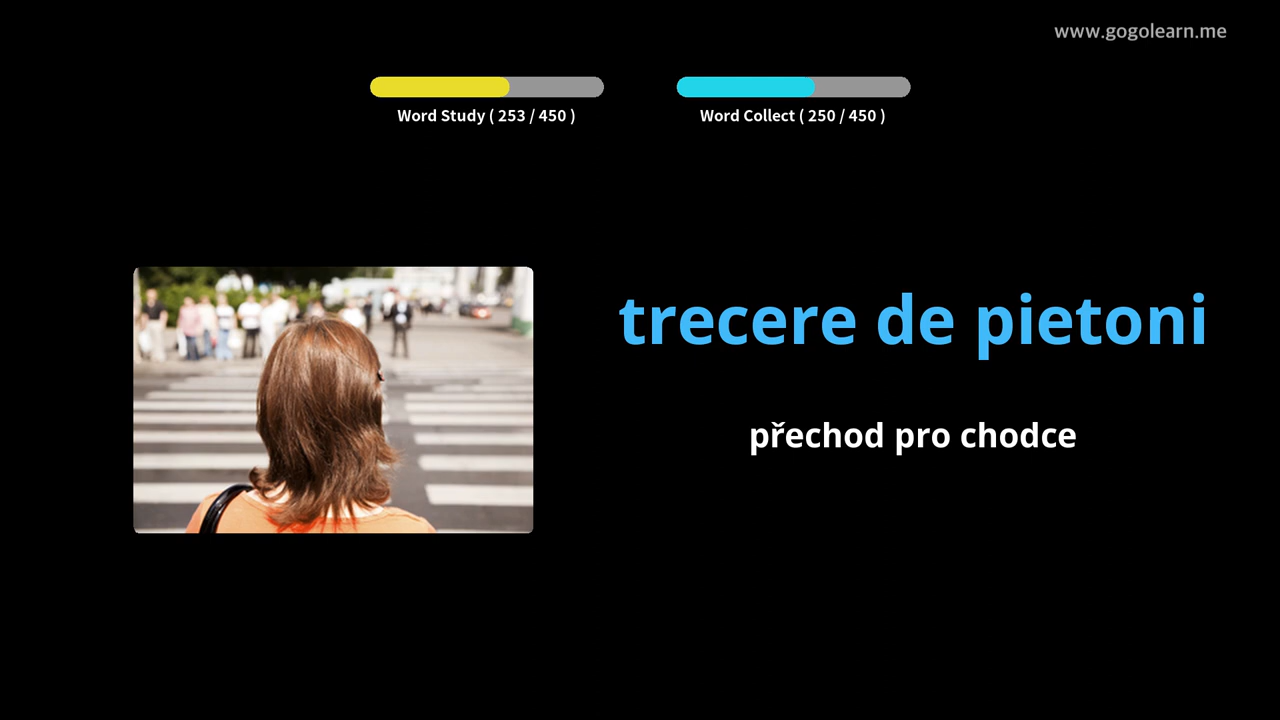 www.gogolearn.me
Word Study ( 253 / 450 )
Word Collect ( 250 / 450 )
trecere de pietoni
přechod pro chodce